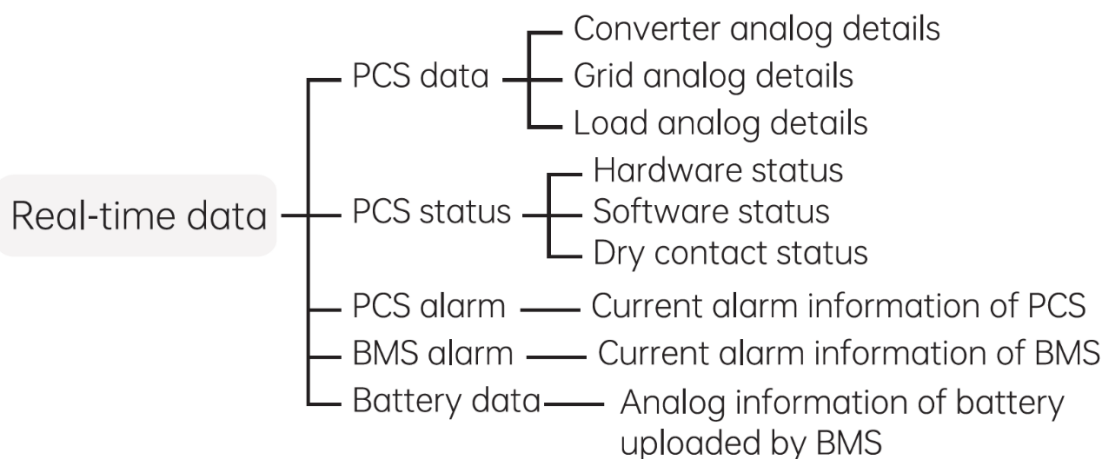 Real-time data
PCS data
Converter analog details
Grid analog details
Load analog details
PCS status
Hardware status
Software status
Dry contact status
PCS alarm
Current alarm information of PCS
BMS alarm
Current alarm information of BMS
Battery data
Analog information of battery
uploaded by BMS